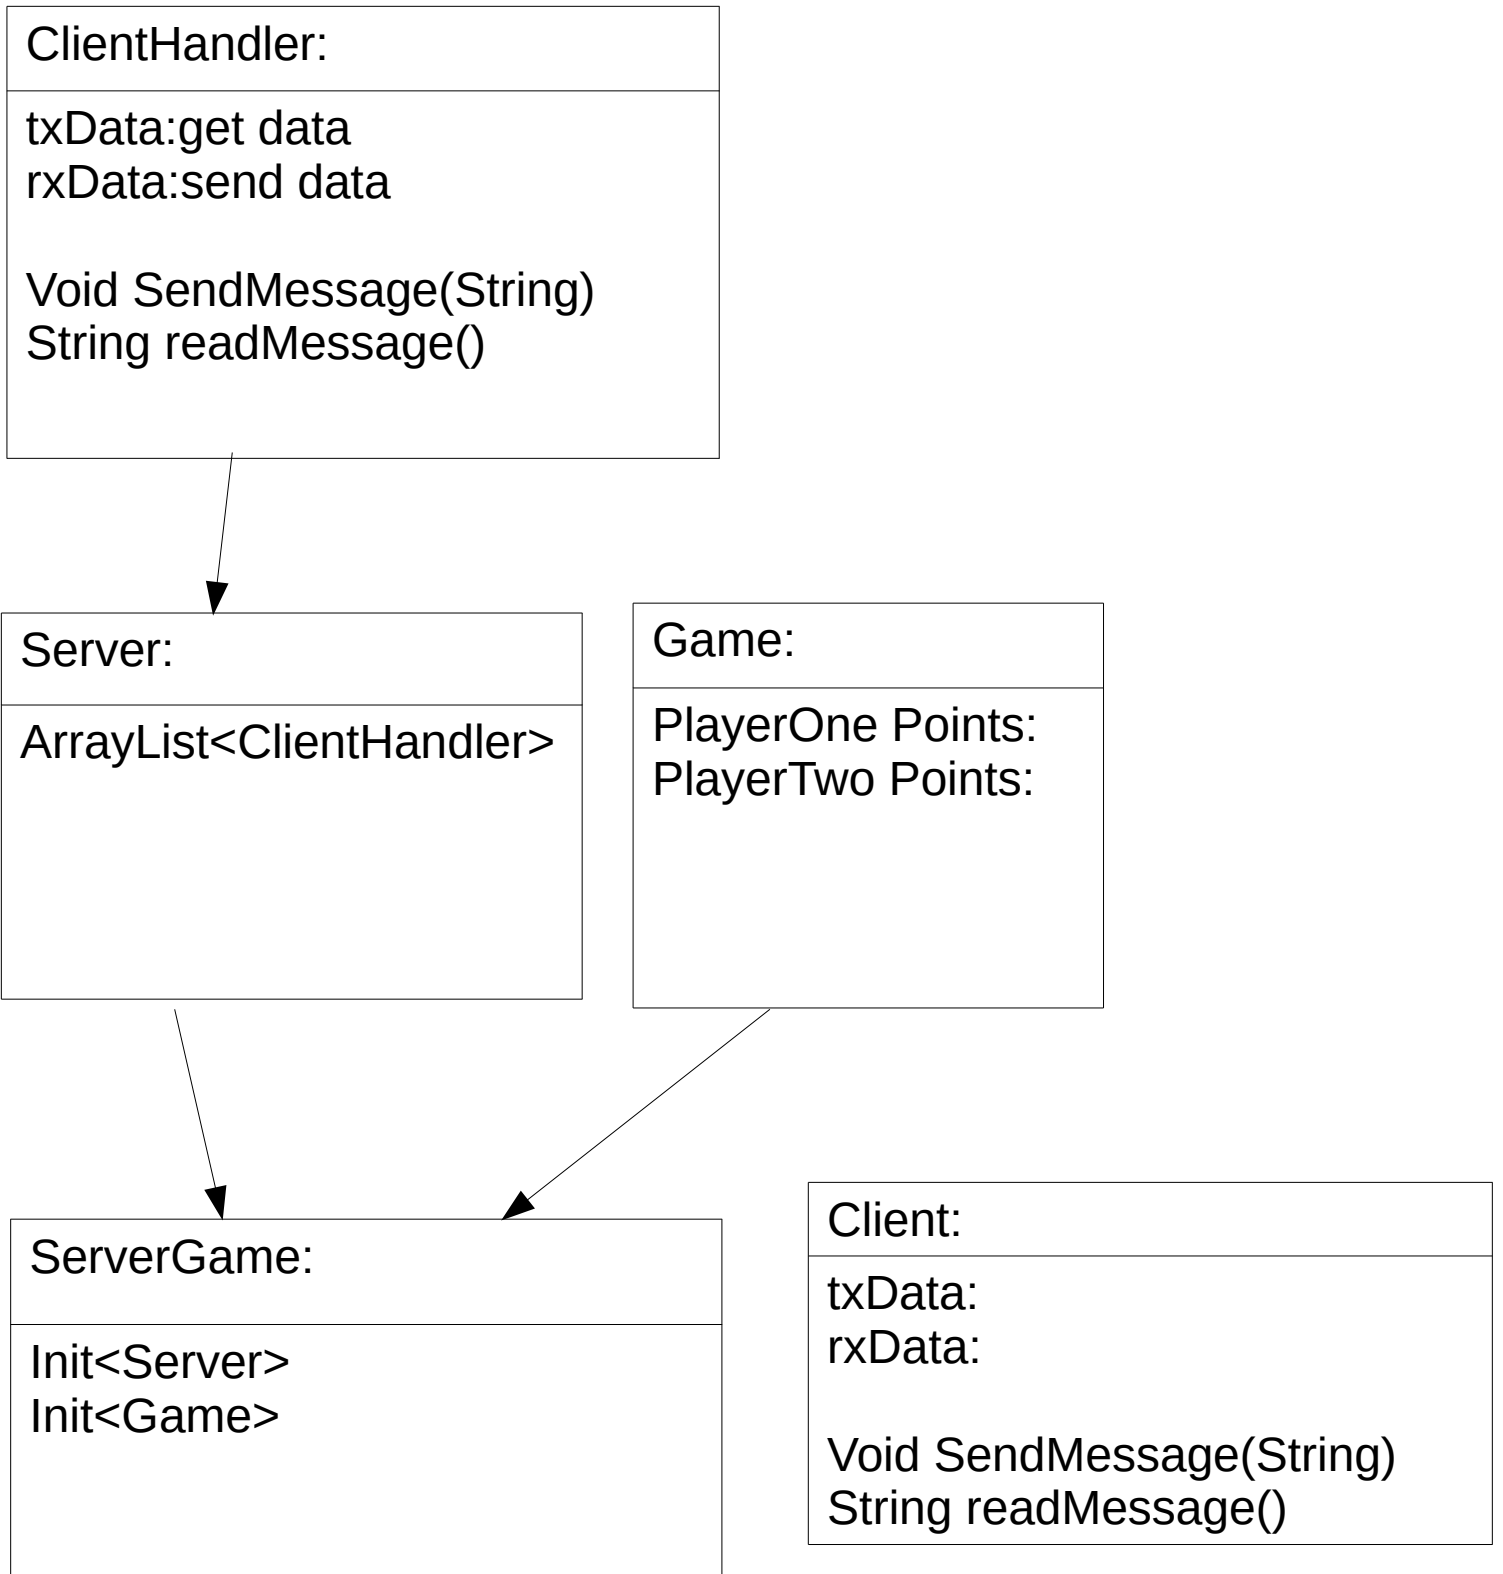 ClientHandler:
txData:get data
rxData:send data
Void SendMessage(String)
String readMessage()
Server:
ArrayList<ClientHandler>
Game:
PlayerOne Points:
PlayerTwo Points:
ServerGame:
Init<Server>
Init<Game>
Client:
txData:
rxData:
Void SendMessage(String)
String readMessage()